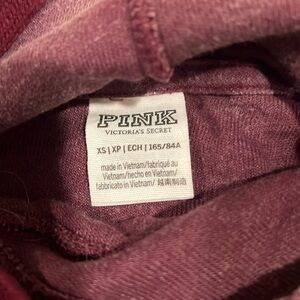 PINK
VICTORIA'S SECRET
XS | XP | ECH | 165/84A
made in Vietnam/fabriqué au
Vietnam/hecho en Vietnam/
fabbricato in Vietnam/ 越南制造